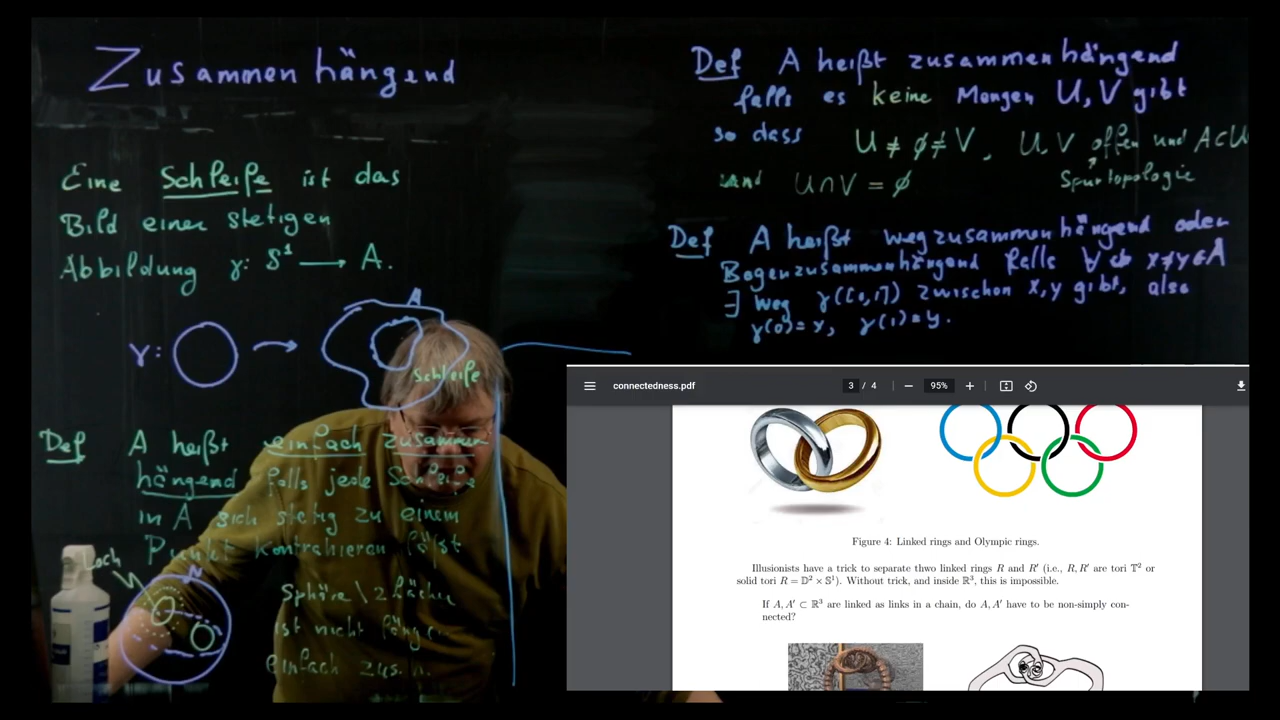 Zusammenhängend
Eine Schleife ist das
Bild einer stetigen
Abbildung γ: S¹ ⟶ A.
γ:
A
Schleife
Def A heißt einfach zusammen
hängend falls jede Schleife
in A sich stetig zu einem
Punkt kontrahieren läßt
Loch
Sphäre \ 2 Löcher
ist nicht länger
einfach zus.h.
Def A heißt zusammenhängend
falls es keine Mengen U, V gibt
so dass U ≠ ∅ ≠ V, U, V offen und A ⊂ U
und U ∩ V = ∅
Spurtopologie
Def A heißt wegzusammenhängend oder
Bogenzusammenhängend falls ∀ x≠y∈A
∃ Weg γ([0,1]) zwischen x,y gibt, also
γ(0)=x, γ(1)=y.
connectedness.pdf
3 / 4
95%
Figure 4: Linked rings and Olympic rings.
Illusionists have a trick to separate thwo linked rings R and R′ (i.e., R, R′ are tori 𝕋² or
solid tori R = 𝔻² × 𝕊¹). Without trick, and inside ℝ³, this is impossible.
If A, A′ ⊂ ℝ³ are linked as links in a chain, do A, A′ have to be non-simply con-
nected?